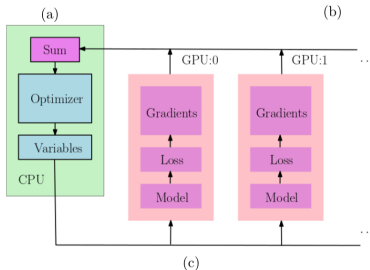 (a)
(b)
Sum
GPU:0
GPU:1
. .
Optimizer
Gradients
Gradients
Variables
Loss
Loss
CPU
Model
Model
. .
(c)